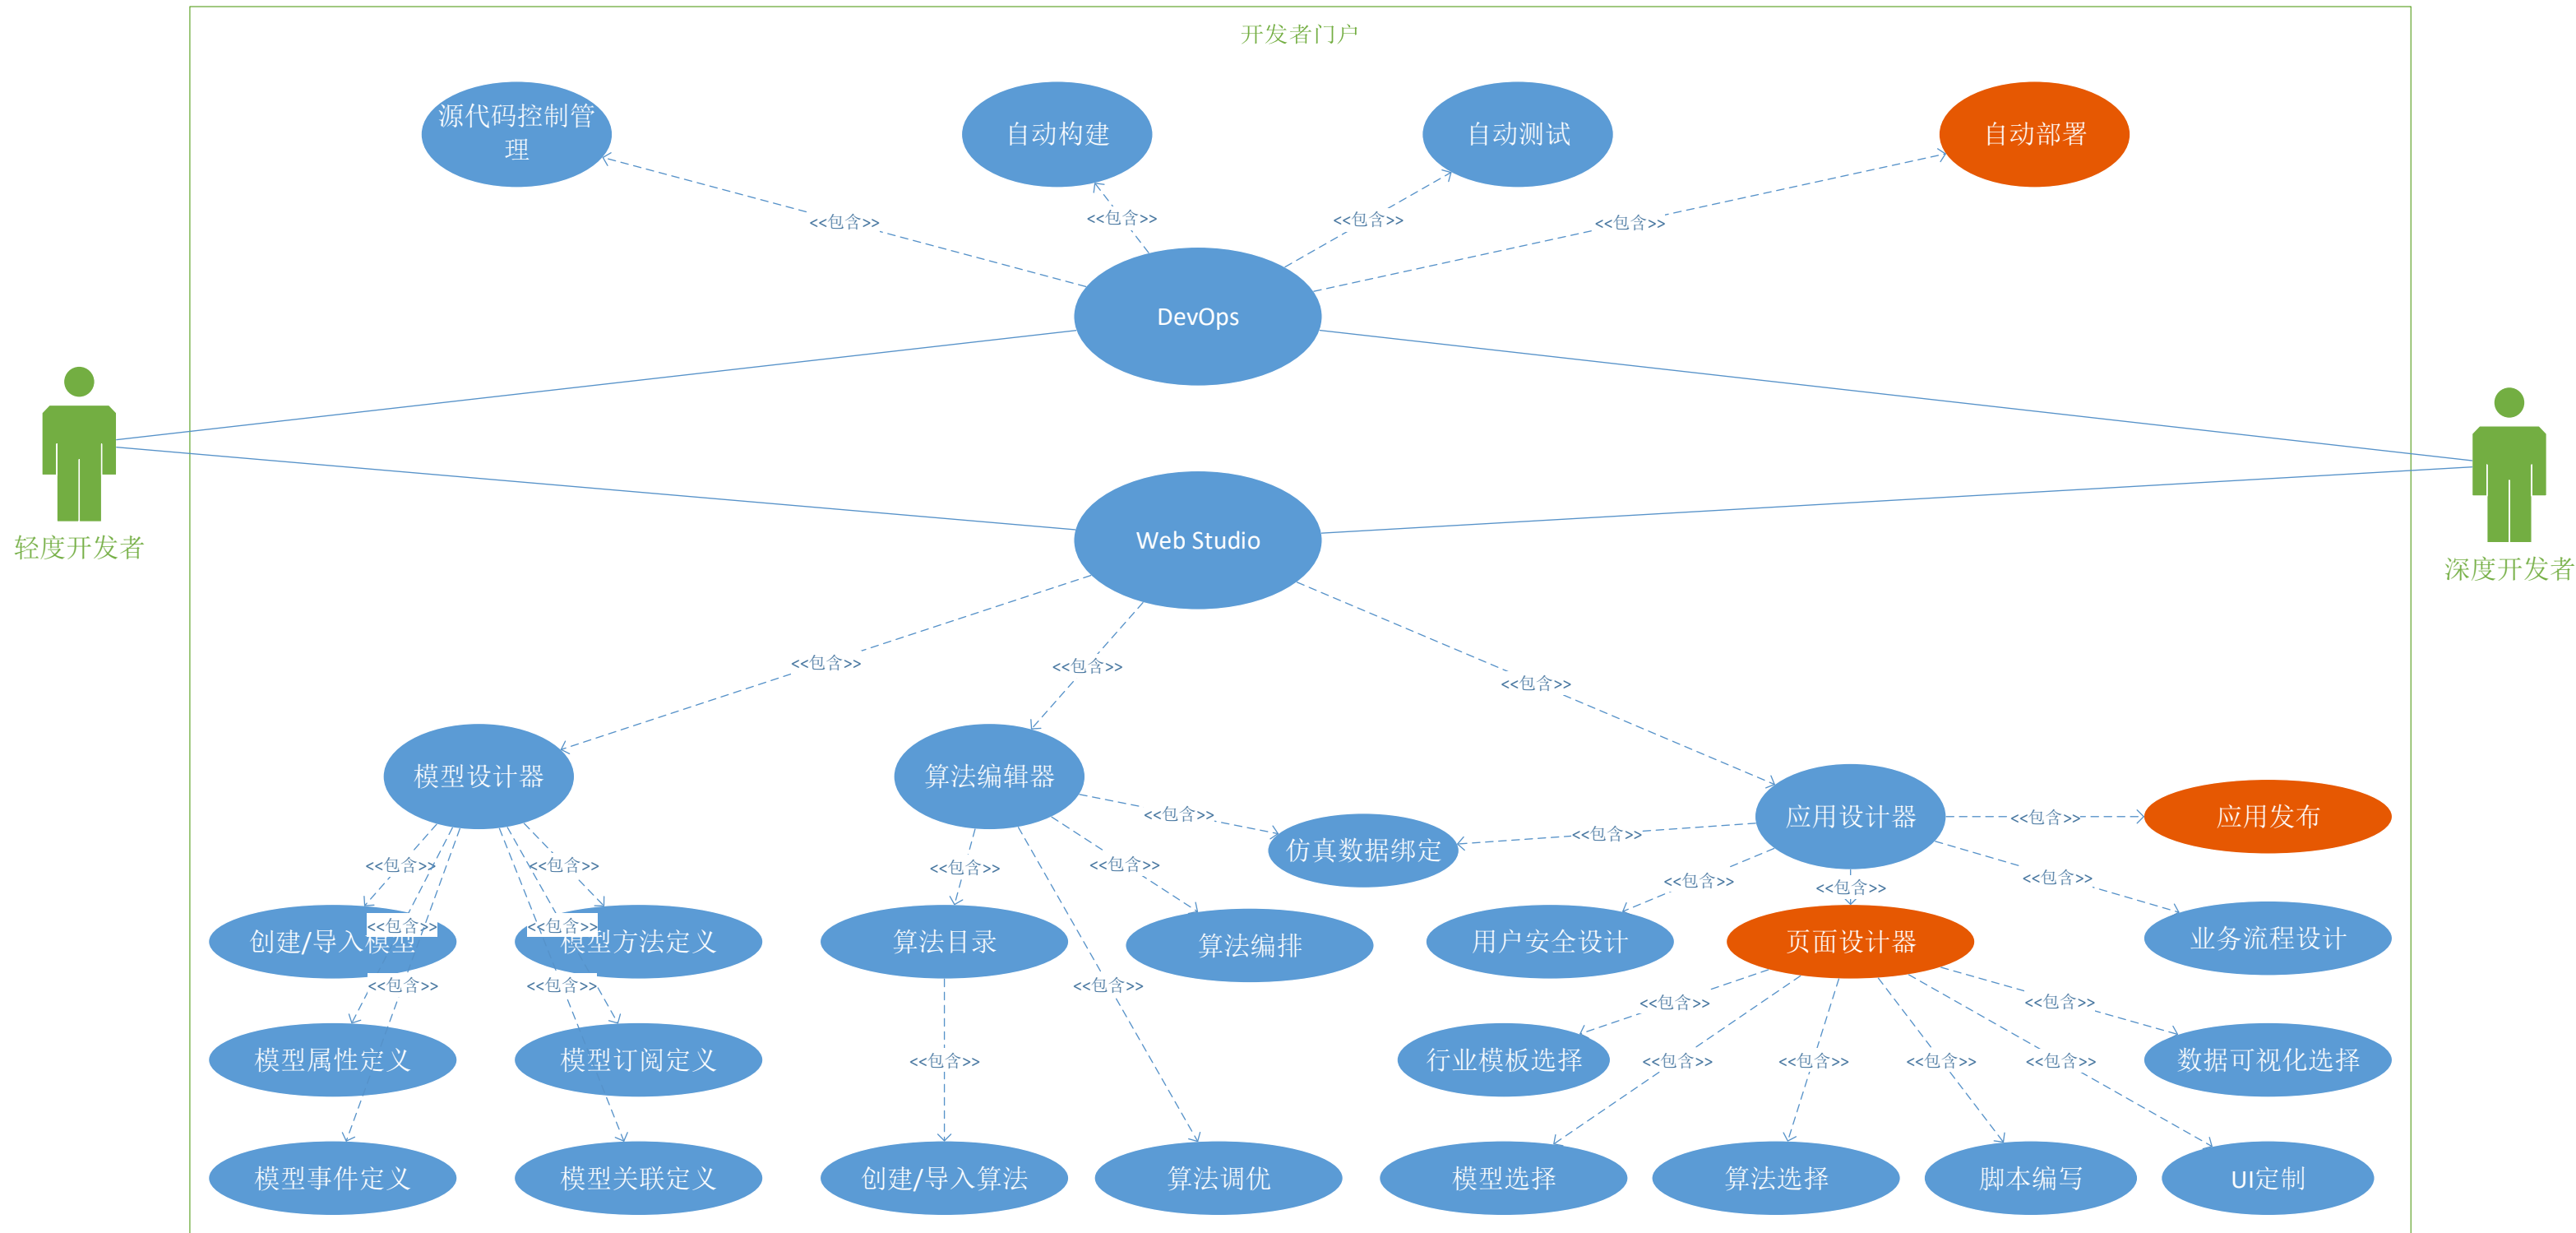 开发者门户
源代码控制管
理
自动构建
自动测试
自动部署
<<包含>>
<<包含>>
<<包含>>
<<包含>>
DevOps
轻度开发者
深度开发者
Web Studio
<<包含>>
<<包含>>
<<包含>>
模型设计器
算法编辑器
应用设计器
应用发布
<<包含>>
<<包含>>
<<包含>>
仿真数据绑定
<<包含>>
<<包含>>
<<包含>>
<<包含>>
<<包含>>
<<包含>>
<<包含>>
创建/导入模型
<<包含>>
<<包含>>
模型方法定义
算法目录
算法编排
用户安全设计
页面设计器
业务流程设计
<<包含>>
<<包含>>
<<包含>>
<<包含>>
<<包含>>
<<包含>>
模型属性定义
模型订阅定义
<<包含>>
行业模板选择
<<包含>>
<<包含>>
<<包含>>
<<包含>>
数据可视化选择
模型事件定义
模型关联定义
创建/导入算法
算法调优
模型选择
算法选择
脚本编写
UI定制